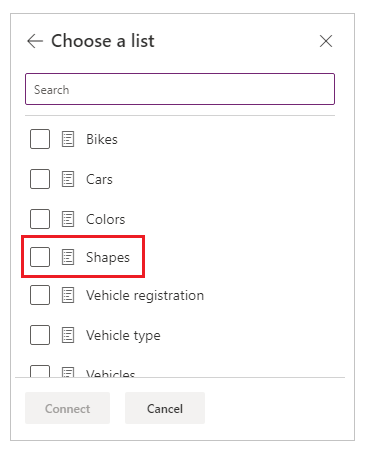 Choose a list
Search
Bikes
Cars
Colors
Shapes
Vehicle registration
Vehicle type
Vehicles
Connect
Cancel